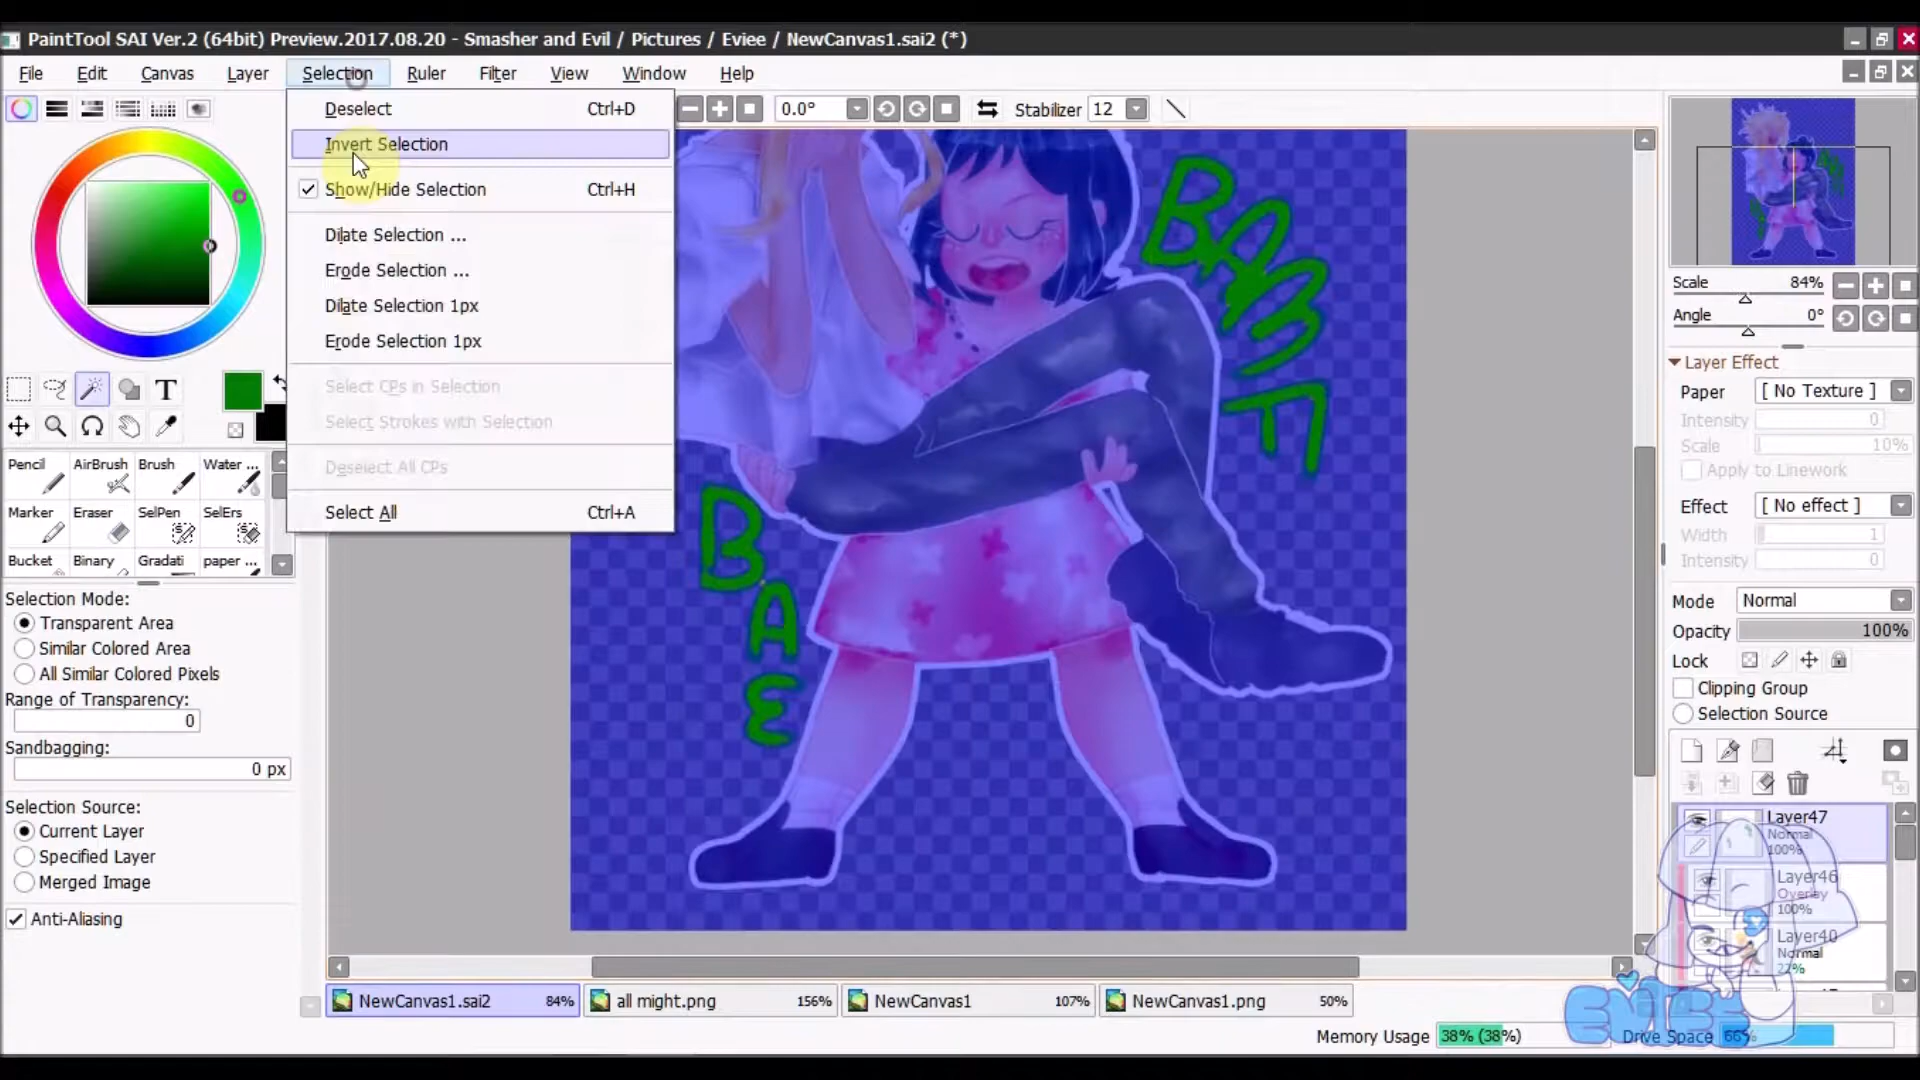 PaintTool SAI Ver.2 (64bit) Preview.2017.08.20 - Smasher and Evil / Pictures / Eviee / NewCanvas1.sai2 (*)
File Edit Canvas Layer Selection Ruler Filter View Window Help
Deselect Ctrl+D
Invert Selection
Show/Hide Selection Ctrl+H
Dilate Selection ...
Erode Selection ...
Dilate Selection 1px
Erode Selection 1px
Select CPs in Selection
Select Strokes with Selection
Deselect All CPs
Select All Ctrl+A
0.0° Stabilizer 12
T
Pencil AirBrush Brush Water ...
Marker Eraser SelPen SelErs
Bucket Binary Gradati paper ...
Selection Mode:
Transparent Area
Similar Colored Area
All Similar Colored Pixels
Range of Transparency:
0
Sandbagging:
0 px
Selection Source:
Current Layer
Specified Layer
Merged Image
Anti-Aliasing
BAMF
BAE
Scale 84%
Angle 0°
Layer Effect
Paper [ No Texture ]
Intensity 0
Scale 10%
Apply to Linework
Effect [ No effect ]
Width 1
Intensity 0
Mode Normal
Opacity 100%
Lock
Clipping Group
Selection Source
Layer47
Normal
100%
Layer46
Overlay
100%
Layer40
Normal
22%
NewCanvas1.sai2 84% all might.png 156% NewCanvas1 107% NewCanvas1.png 50%
Memory Usage 38% (38%) Drive Space 66%
EVIEE